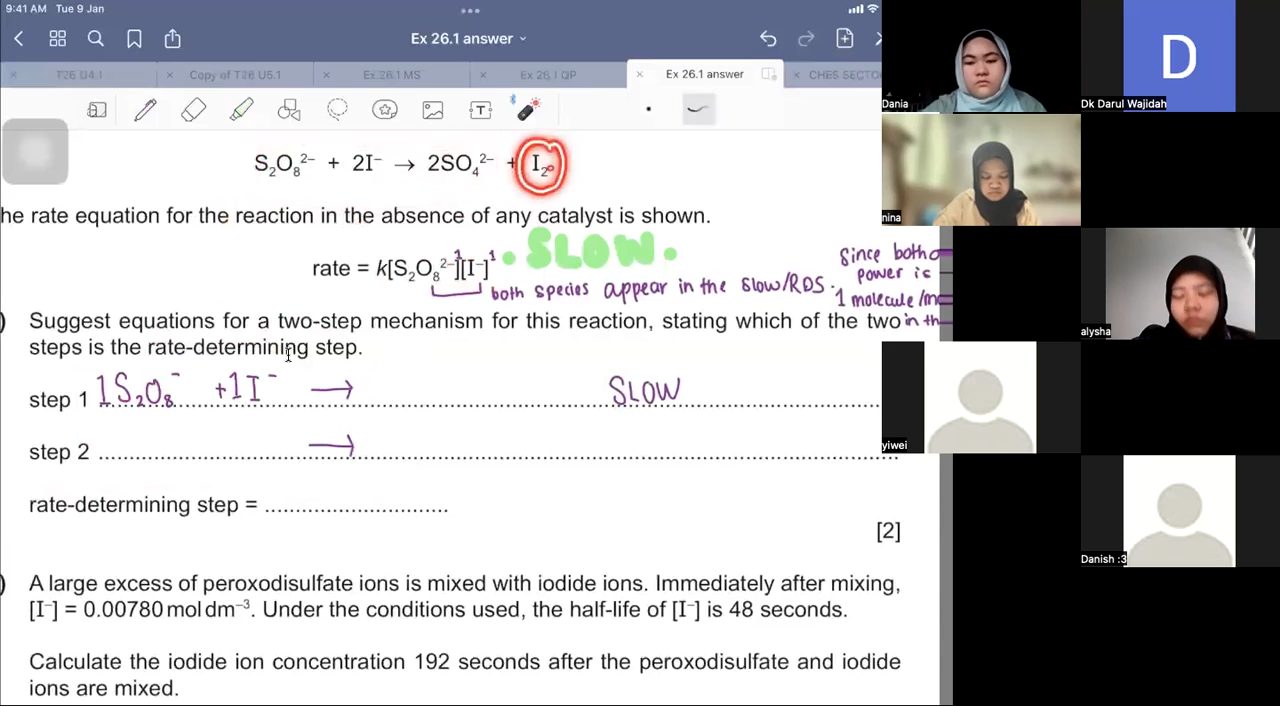 9:41 AM Tue 9 Jan
Ex 26.1 answer
T26 U4.1
Copy of T26 U5.1
Ex.26.1 MS
Ex 26.1 QP
Ex 26.1 answer
CHES SECTOR
S₂O₈²⁻ + 2I⁻ → 2SO₄²⁻ + I₂
he rate equation for the reaction in the absence of any catalyst is shown.
• SLOW •
rate = k[S₂O₈²⁻]¹[I⁻]¹
both species appear in the slow/RDS.
Since both
power is
1 molecule/m
in th
) Suggest equations for a two-step mechanism for this reaction, stating which of the two
steps is the rate-determining step.
step 1 1S₂O₈⁻ + 1I⁻ → SLOW
step 2 →
rate-determining step = ..............................
[2]
) A large excess of peroxodisulfate ions is mixed with iodide ions. Immediately after mixing,
[I⁻] = 0.00780 mol dm⁻³. Under the conditions used, the half-life of [I⁻] is 48 seconds.
Calculate the iodide ion concentration 192 seconds after the peroxodisulfate and iodide
ions are mixed.
Dania
D
Dk Darul Wajidah
nina
alysha
yiwei
Danish :3